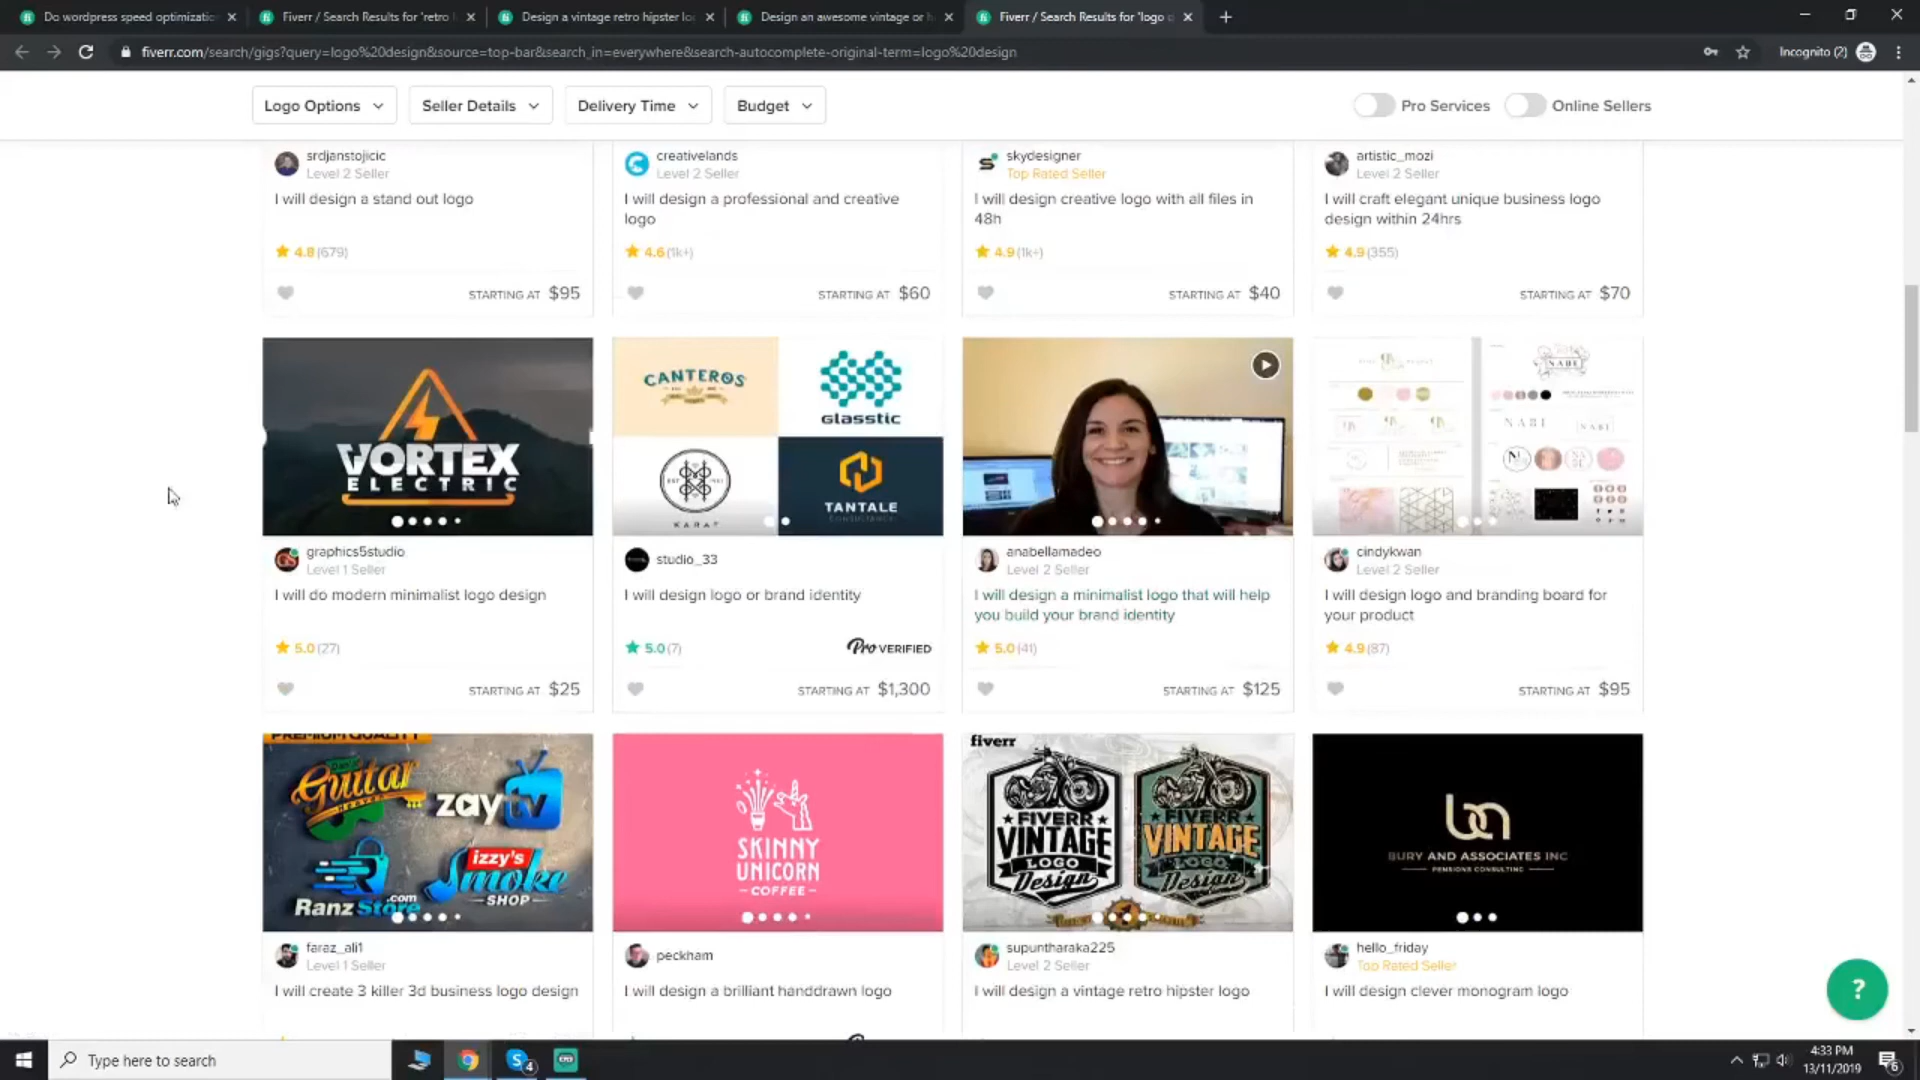 Do wordpress speed optimizatio
Fiverr / Search Results for 'retro l
Design a vintage retro hipster lo
Design an awesome vintage or h
Fiverr / Search Results for 'logo d
fiverr.com/search/gigs?query=logo%20design&source=top-bar&search_in=everywhere&search-autocomplete-original-term=logo%20design
Incognito (2)
Logo Options
Seller Details
Delivery Time
Budget
Pro Services
Online Sellers
srdjanstojicic
Level 2 Seller
I will design a stand out logo
4.8 (679)
STARTING AT $95
creativelands
Level 2 Seller
I will design a professional and creative
logo
4.6 (1k+)
STARTING AT $60
skydesigner
Top Rated Seller
I will design creative logo with all files in
48h
4.9 (1k+)
STARTING AT $40
artistic_mozi
Level 2 Seller
I will craft elegant unique business logo
design within 24hrs
4.9 (355)
STARTING AT $70
VORTEX
ELECTRIC
graphics5studio
Level 1 Seller
I will do modern minimalist logo design
5.0 (27)
STARTING AT $25
CANTEROS
GLASSTIC
KARAT
TANTALE
studio_33
I will design logo or brand identity
5.0 (7)
Pro VERIFIED
STARTING AT $1,300
anabellamadeo
Level 2 Seller
I will design a minimalist logo that will help
you build your brand identity
5.0 (41)
STARTING AT $125
NABE
NABE
cindykwan
Level 2 Seller
I will design logo and branding board for
your product
4.9 (87)
STARTING AT $95
PREMIUM QUALITY
Guitar
zaytv
izzy's
Smoke
SHOP
Ranz Store
.com
faraz_ali1
Level 1 Seller
I will create 3 killer 3d business logo design
SKINNY
UNICORN
-COFFEE-
peckham
I will design a brilliant handdrawn logo
fiverr
FIVERR
VINTAGE
LOGO
Design
FIVERR
VINTAGE
LOGO
Design
supuntharaka225
Level 2 Seller
I will design a vintage retro hipster logo
bn
BURY AND ASSOCIATES INC
PENSIONS CONSULTING
hello_friday
Top Rated Seller
I will design clever monogram logo
?
Type here to search
4
4:33 PM
13/11/2019
6